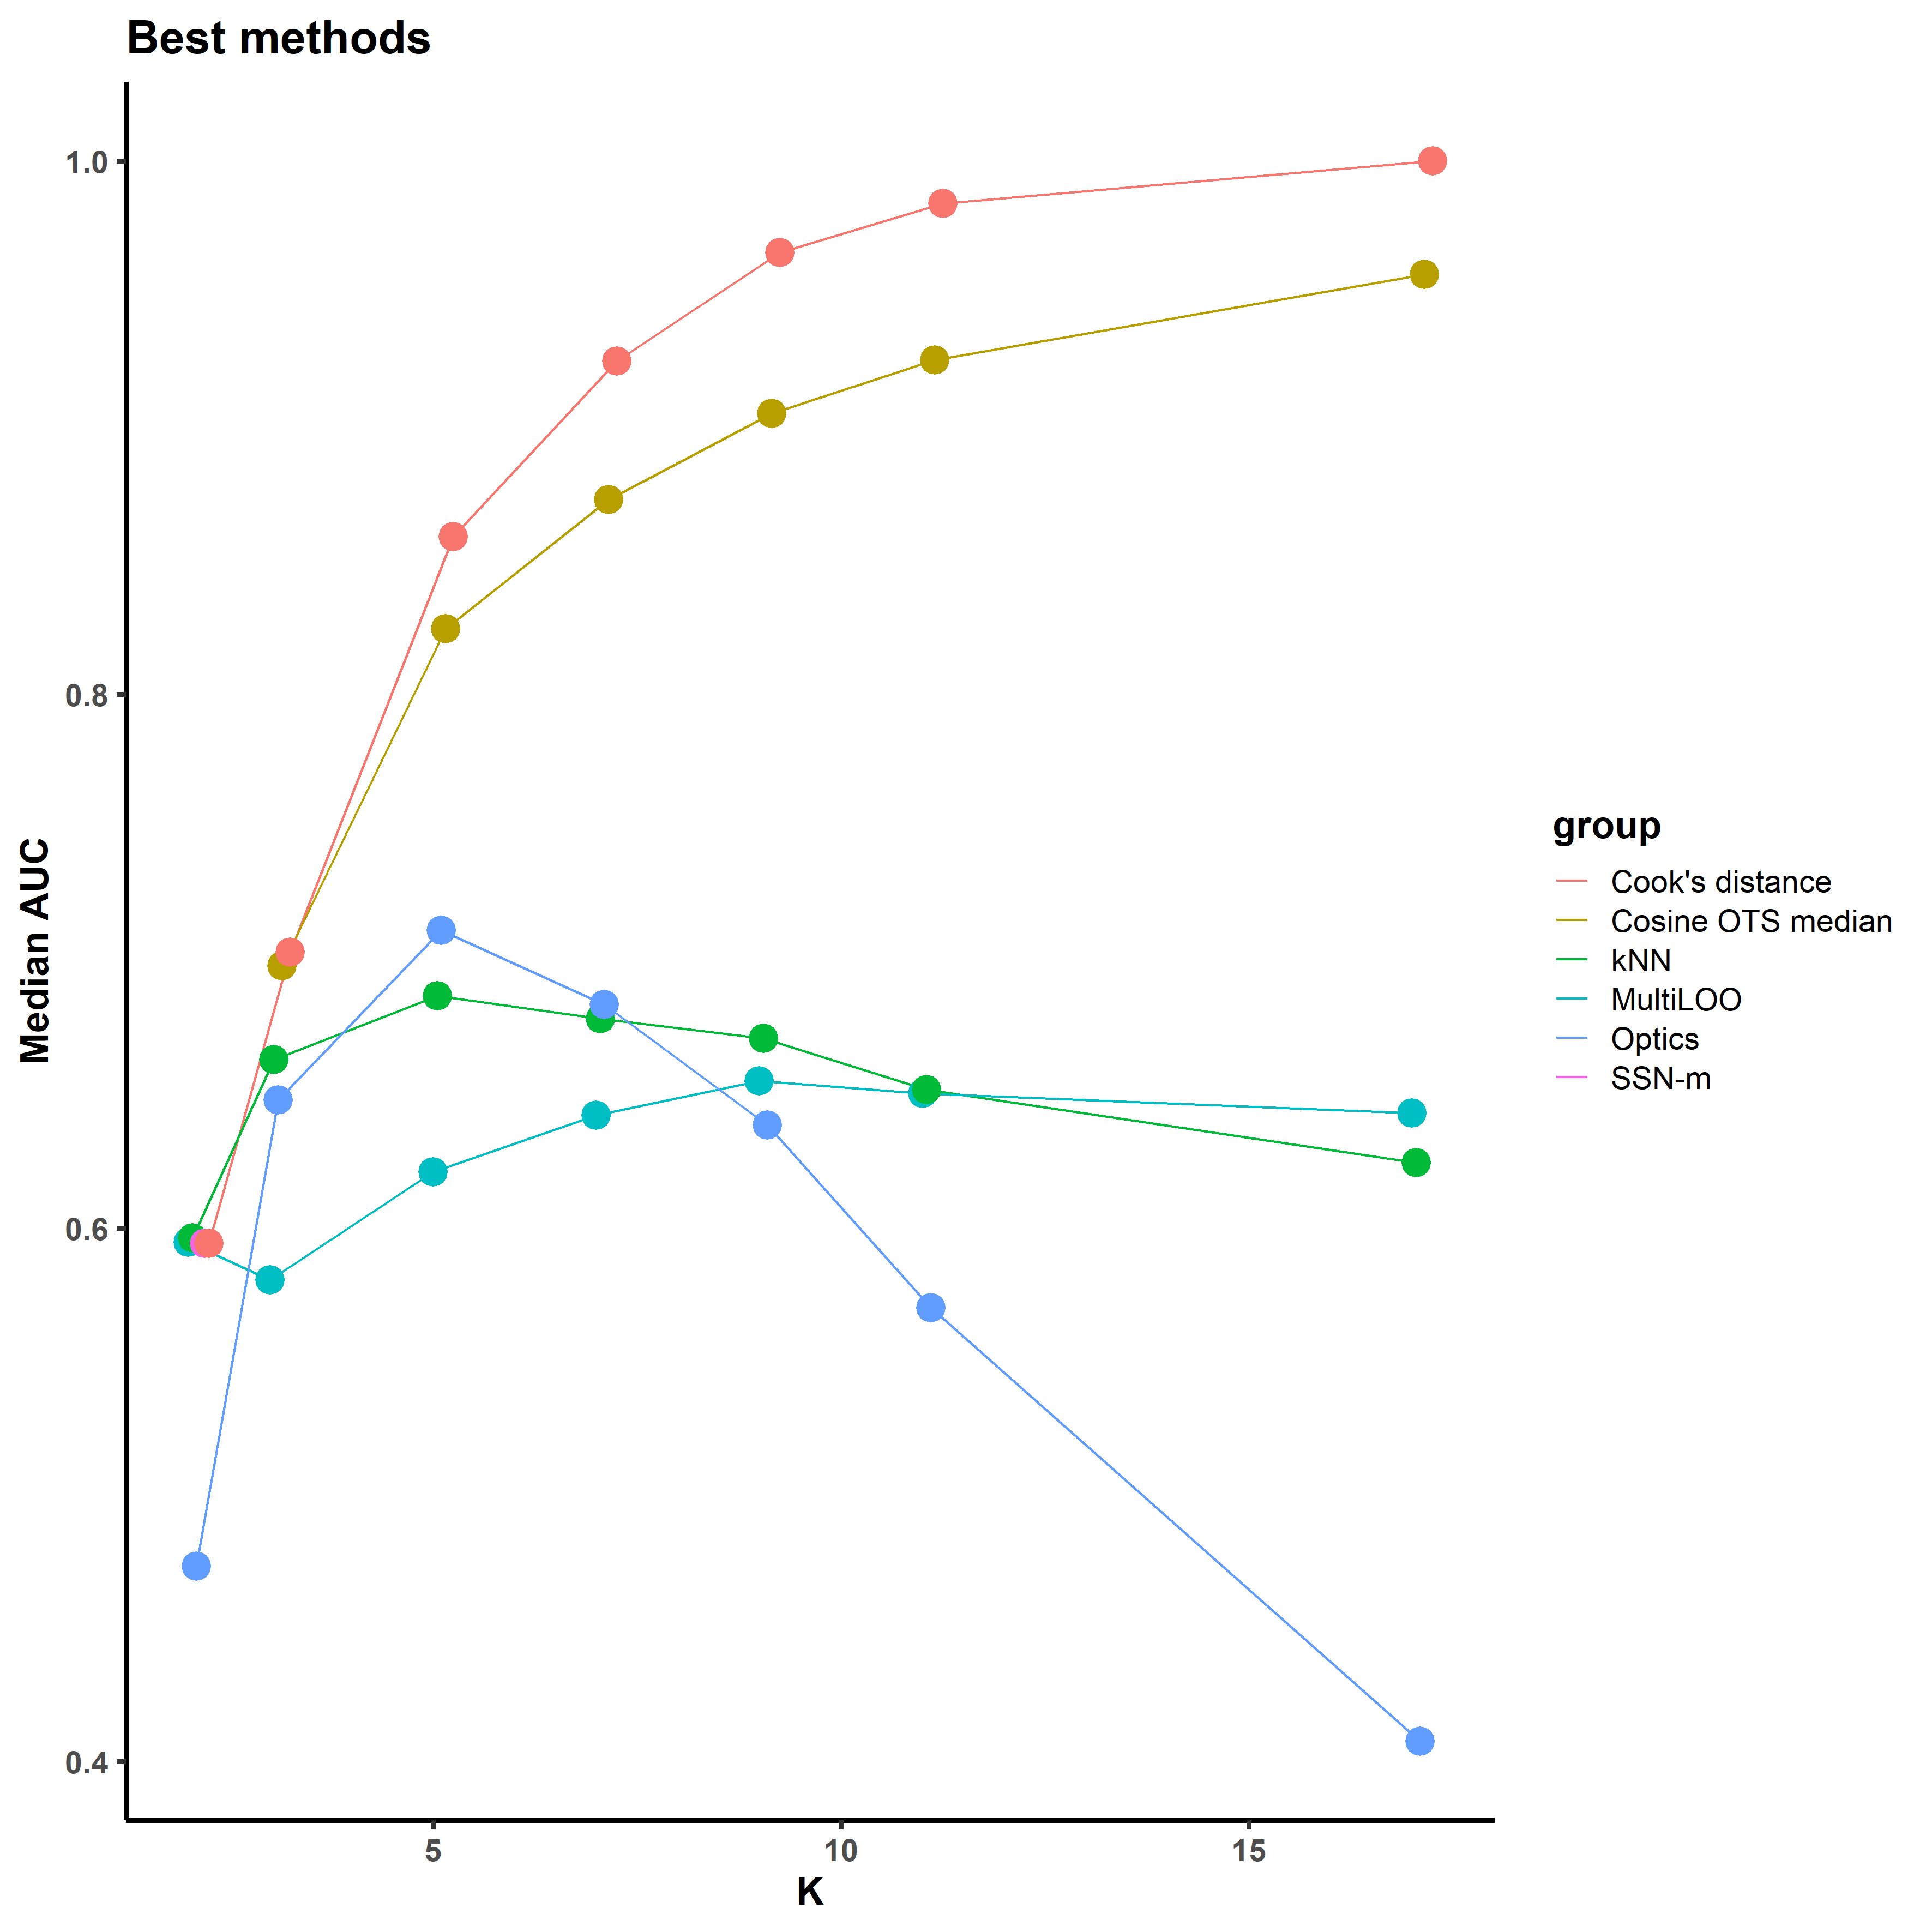 Best methods
1.0
0.8
0.6
0.4
Median AUC
5
10
15
K
group
Cook's distance
Cosine OTS median
kNN
MultiLOO
Optics
SSN-m